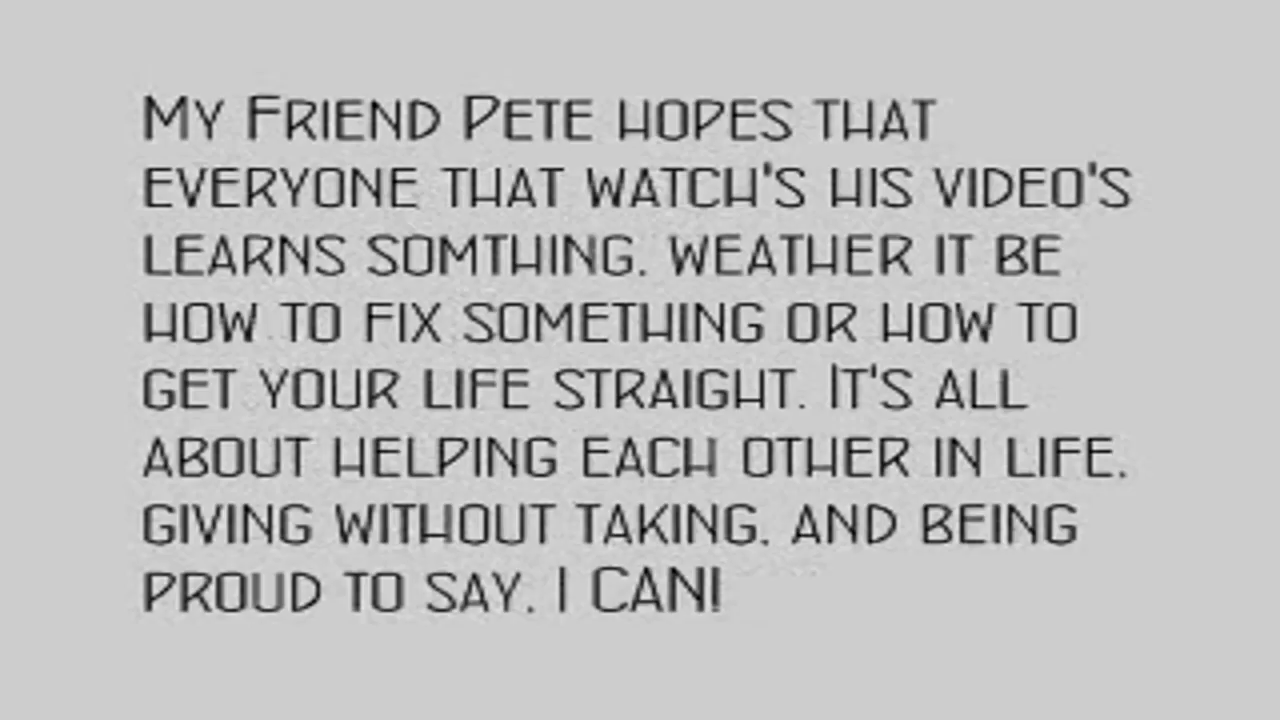 My Friend Pete hopes that
everyone that watch's his video's
learns somthing, weather it be
how to fix something or how to
get your life straight. It's all
about helping each other in life,
giving without taking, and being
proud to say, I CAN!